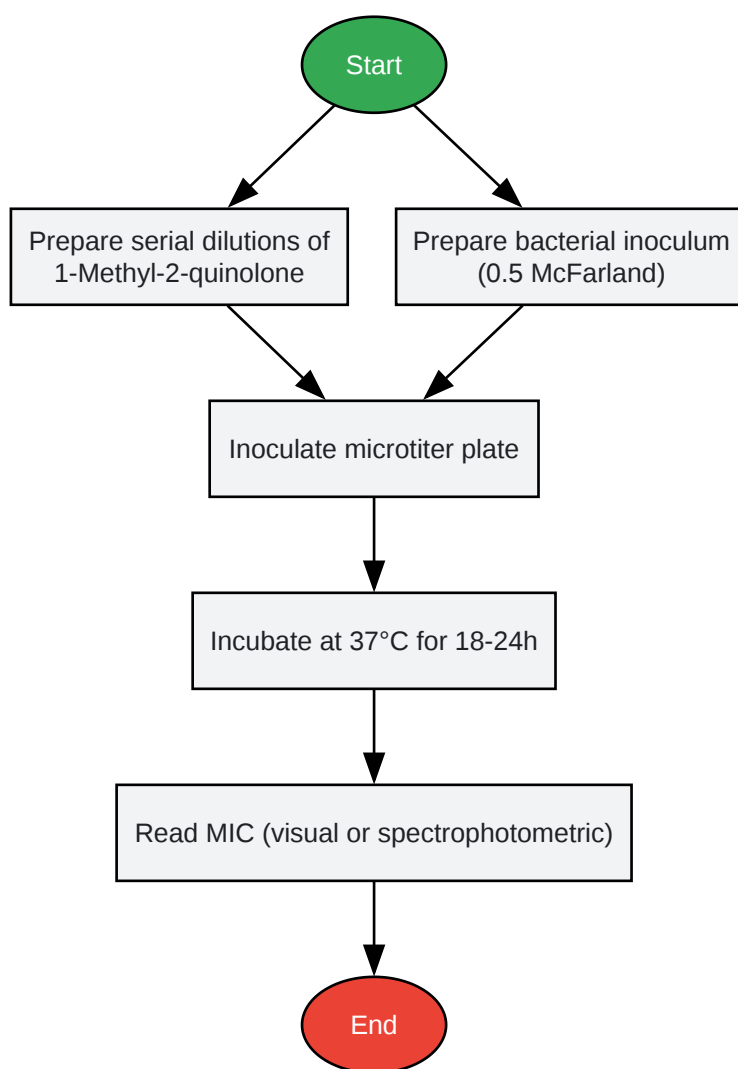 Start
Prepare serial dilutions of
1-Methyl-2-quinolone
Prepare bacterial inoculum
(0.5 McFarland)
Inoculate microtiter plate
Incubate at 37°C for 18-24h
Read MIC (visual or spectrophotometric)
End